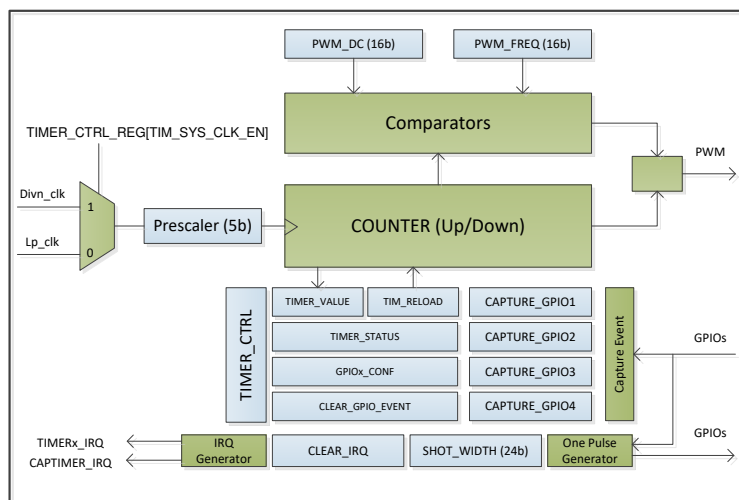 PWM_DC (16b)
PWM_FREQ (16b)
Comparators
TIMER_CTRL_REG[TIM_SYS_CLK_EN]
PWM
Divn_clk
1
Prescaler (5b)
COUNTER (Up/Down)
Lp_clk
0
TIMER_CTRL
TIMER_VALUE
TIM_RELOAD
CAPTURE_GPIO1
Capture Event
TIMER_STATUS
CAPTURE_GPIO2
GPIOs
GPIOx_CONF
CAPTURE_GPIO3
CLEAR_GPIO_EVENT
CAPTURE_GPIO4
GPIOs
TIMERx_IRQ
CAPTIMER_IRQ
IRQ
Generator
CLEAR_IRQ
SHOT_WIDTH (24b)
One Pulse
Generator